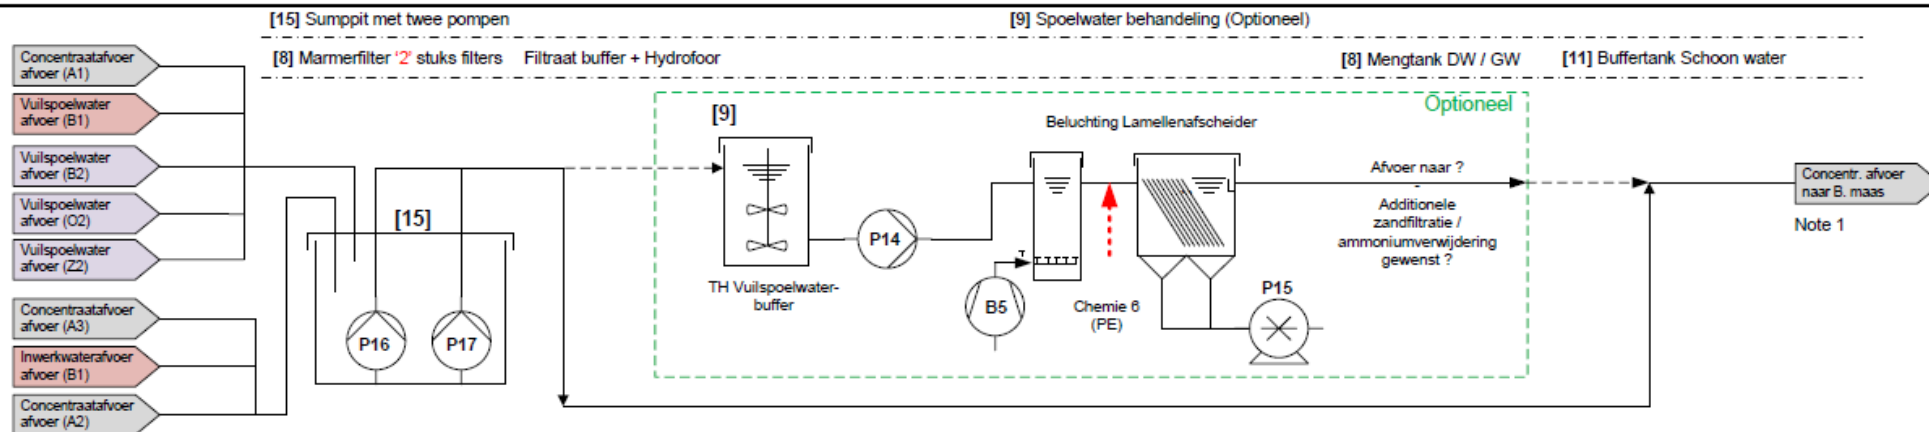 [15] Sumppit met twee pompen
[9] Spoelwater behandeling (Optioneel)
[8] Marmerfilter '2' stuks filters
Filtraat buffer + Hydrofoor
[8] Mengtank DW / GW
[11] Buffertank Schoon water
Concentraatafvoer
afvoer (A1)
Vuilspoelwater
afvoer (B1)
Vuilspoelwater
afvoer (B2)
Vuilspoelwater
afvoer (O2)
Vuilspoelwater
afvoer (Z2)
Concentraatafvoer
afvoer (A3)
Inwerkwaterafvoer
afvoer (B1)
Concentraatafvoer
afvoer (A2)
[15]
P16
P17
Optioneel
[9]
TH Vuilspoelwater-
buffer
P14
Beluchting Lamellenafscheider
B5
Chemie 6
(PE)
P15
Afvoer naar ?
-
Additionele
zandfiltratie /
ammoniumverwijdering
gewenst ?
Concentr. afvoer
naar B. maas
Note 1